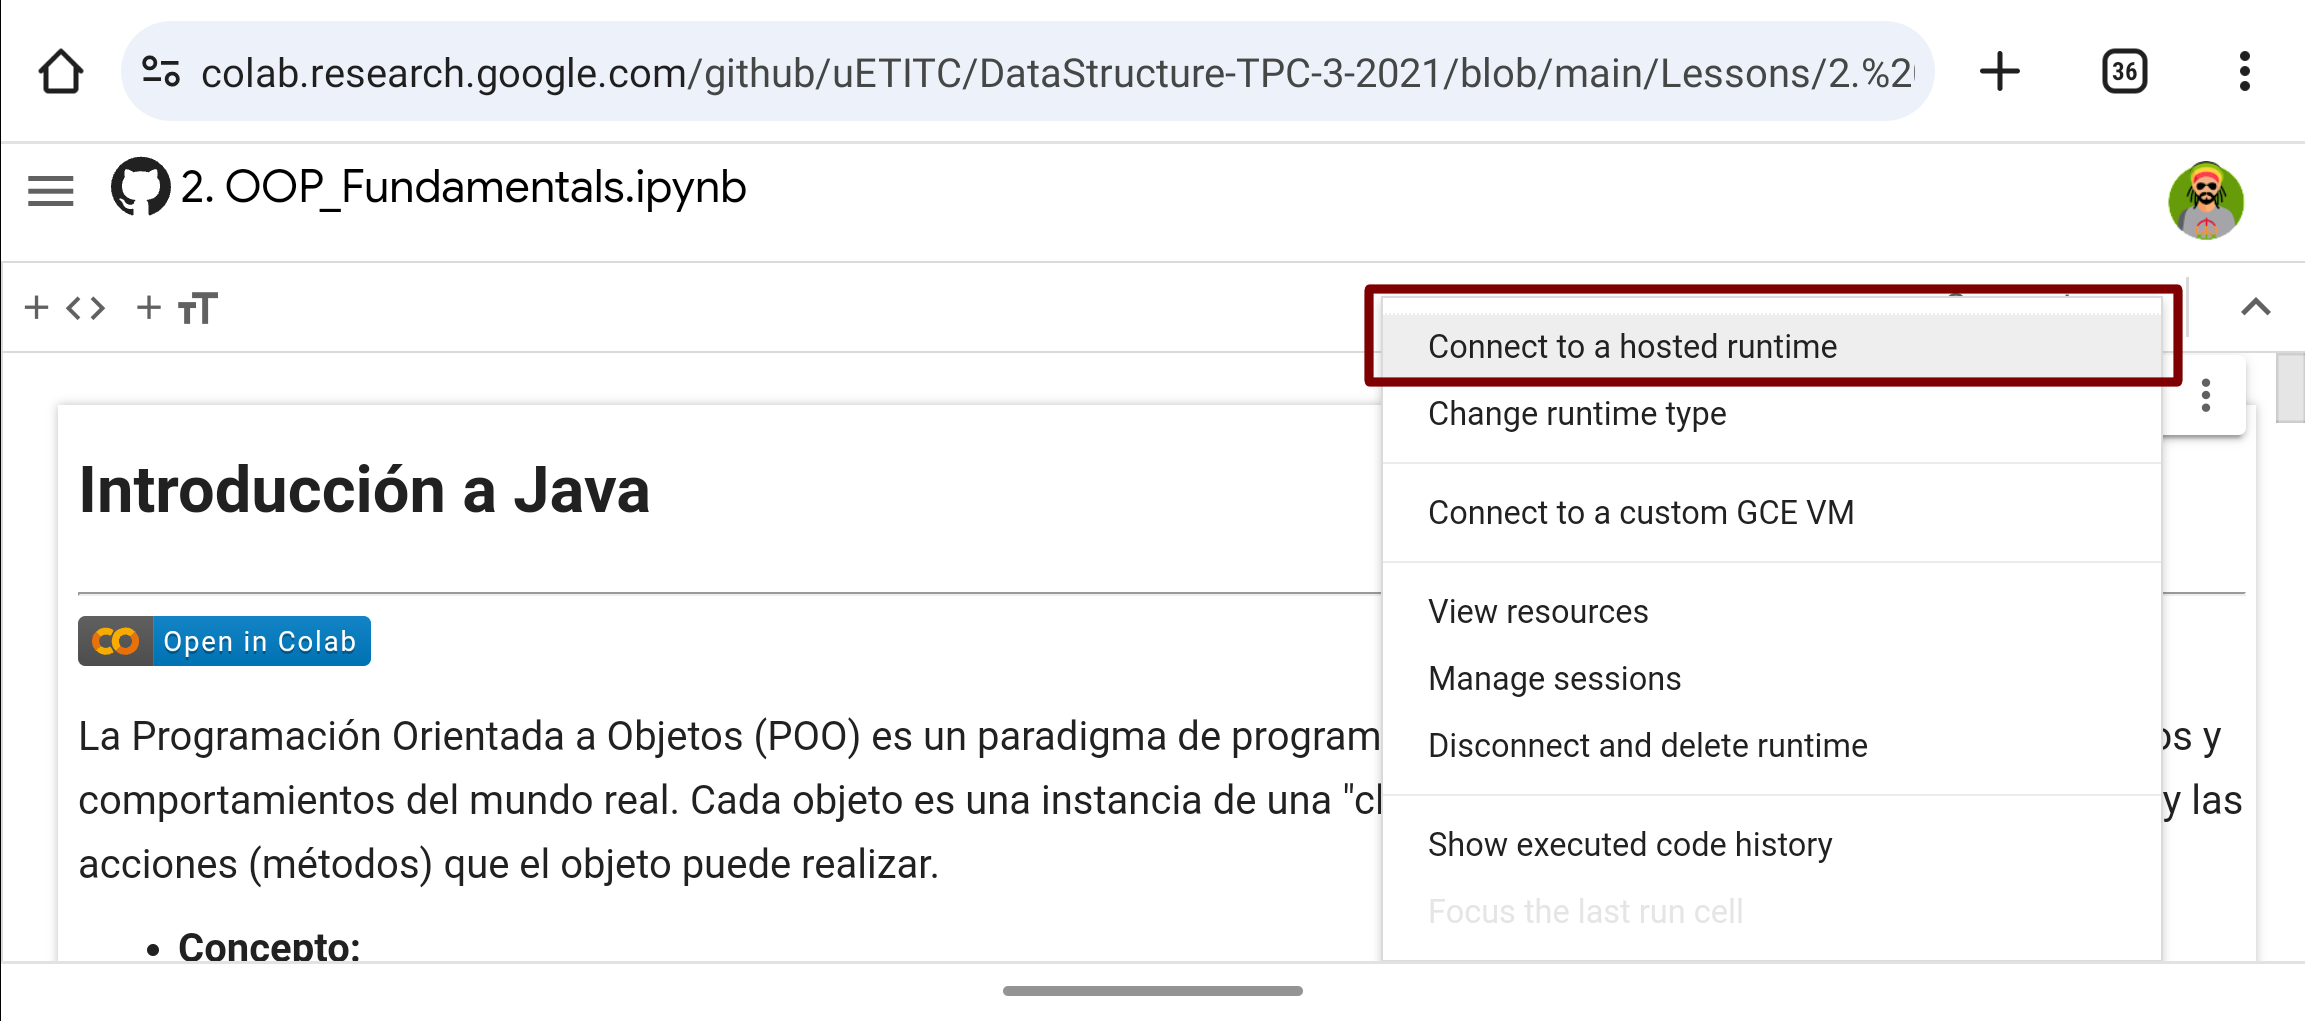 colab.research.google.com/github/uETITC/DataStructure-TPC-3-2021/blob/main/Lessons/2.%2
36
2. OOP_Fundamentals.ipynb
Connect to a hosted runtime
Change runtime type
Connect to a custom GCE VM
View resources
Manage sessions
Disconnect and delete runtime
Show executed code history
Focus the last run cell
Introducción a Java
Open in Colab
La Programación Orientada a Objetos (POO) es un paradigma de program os y
comportamientos del mundo real. Cada objeto es una instancia de una "cl y las
acciones (métodos) que el objeto puede realizar.
• Concepto: